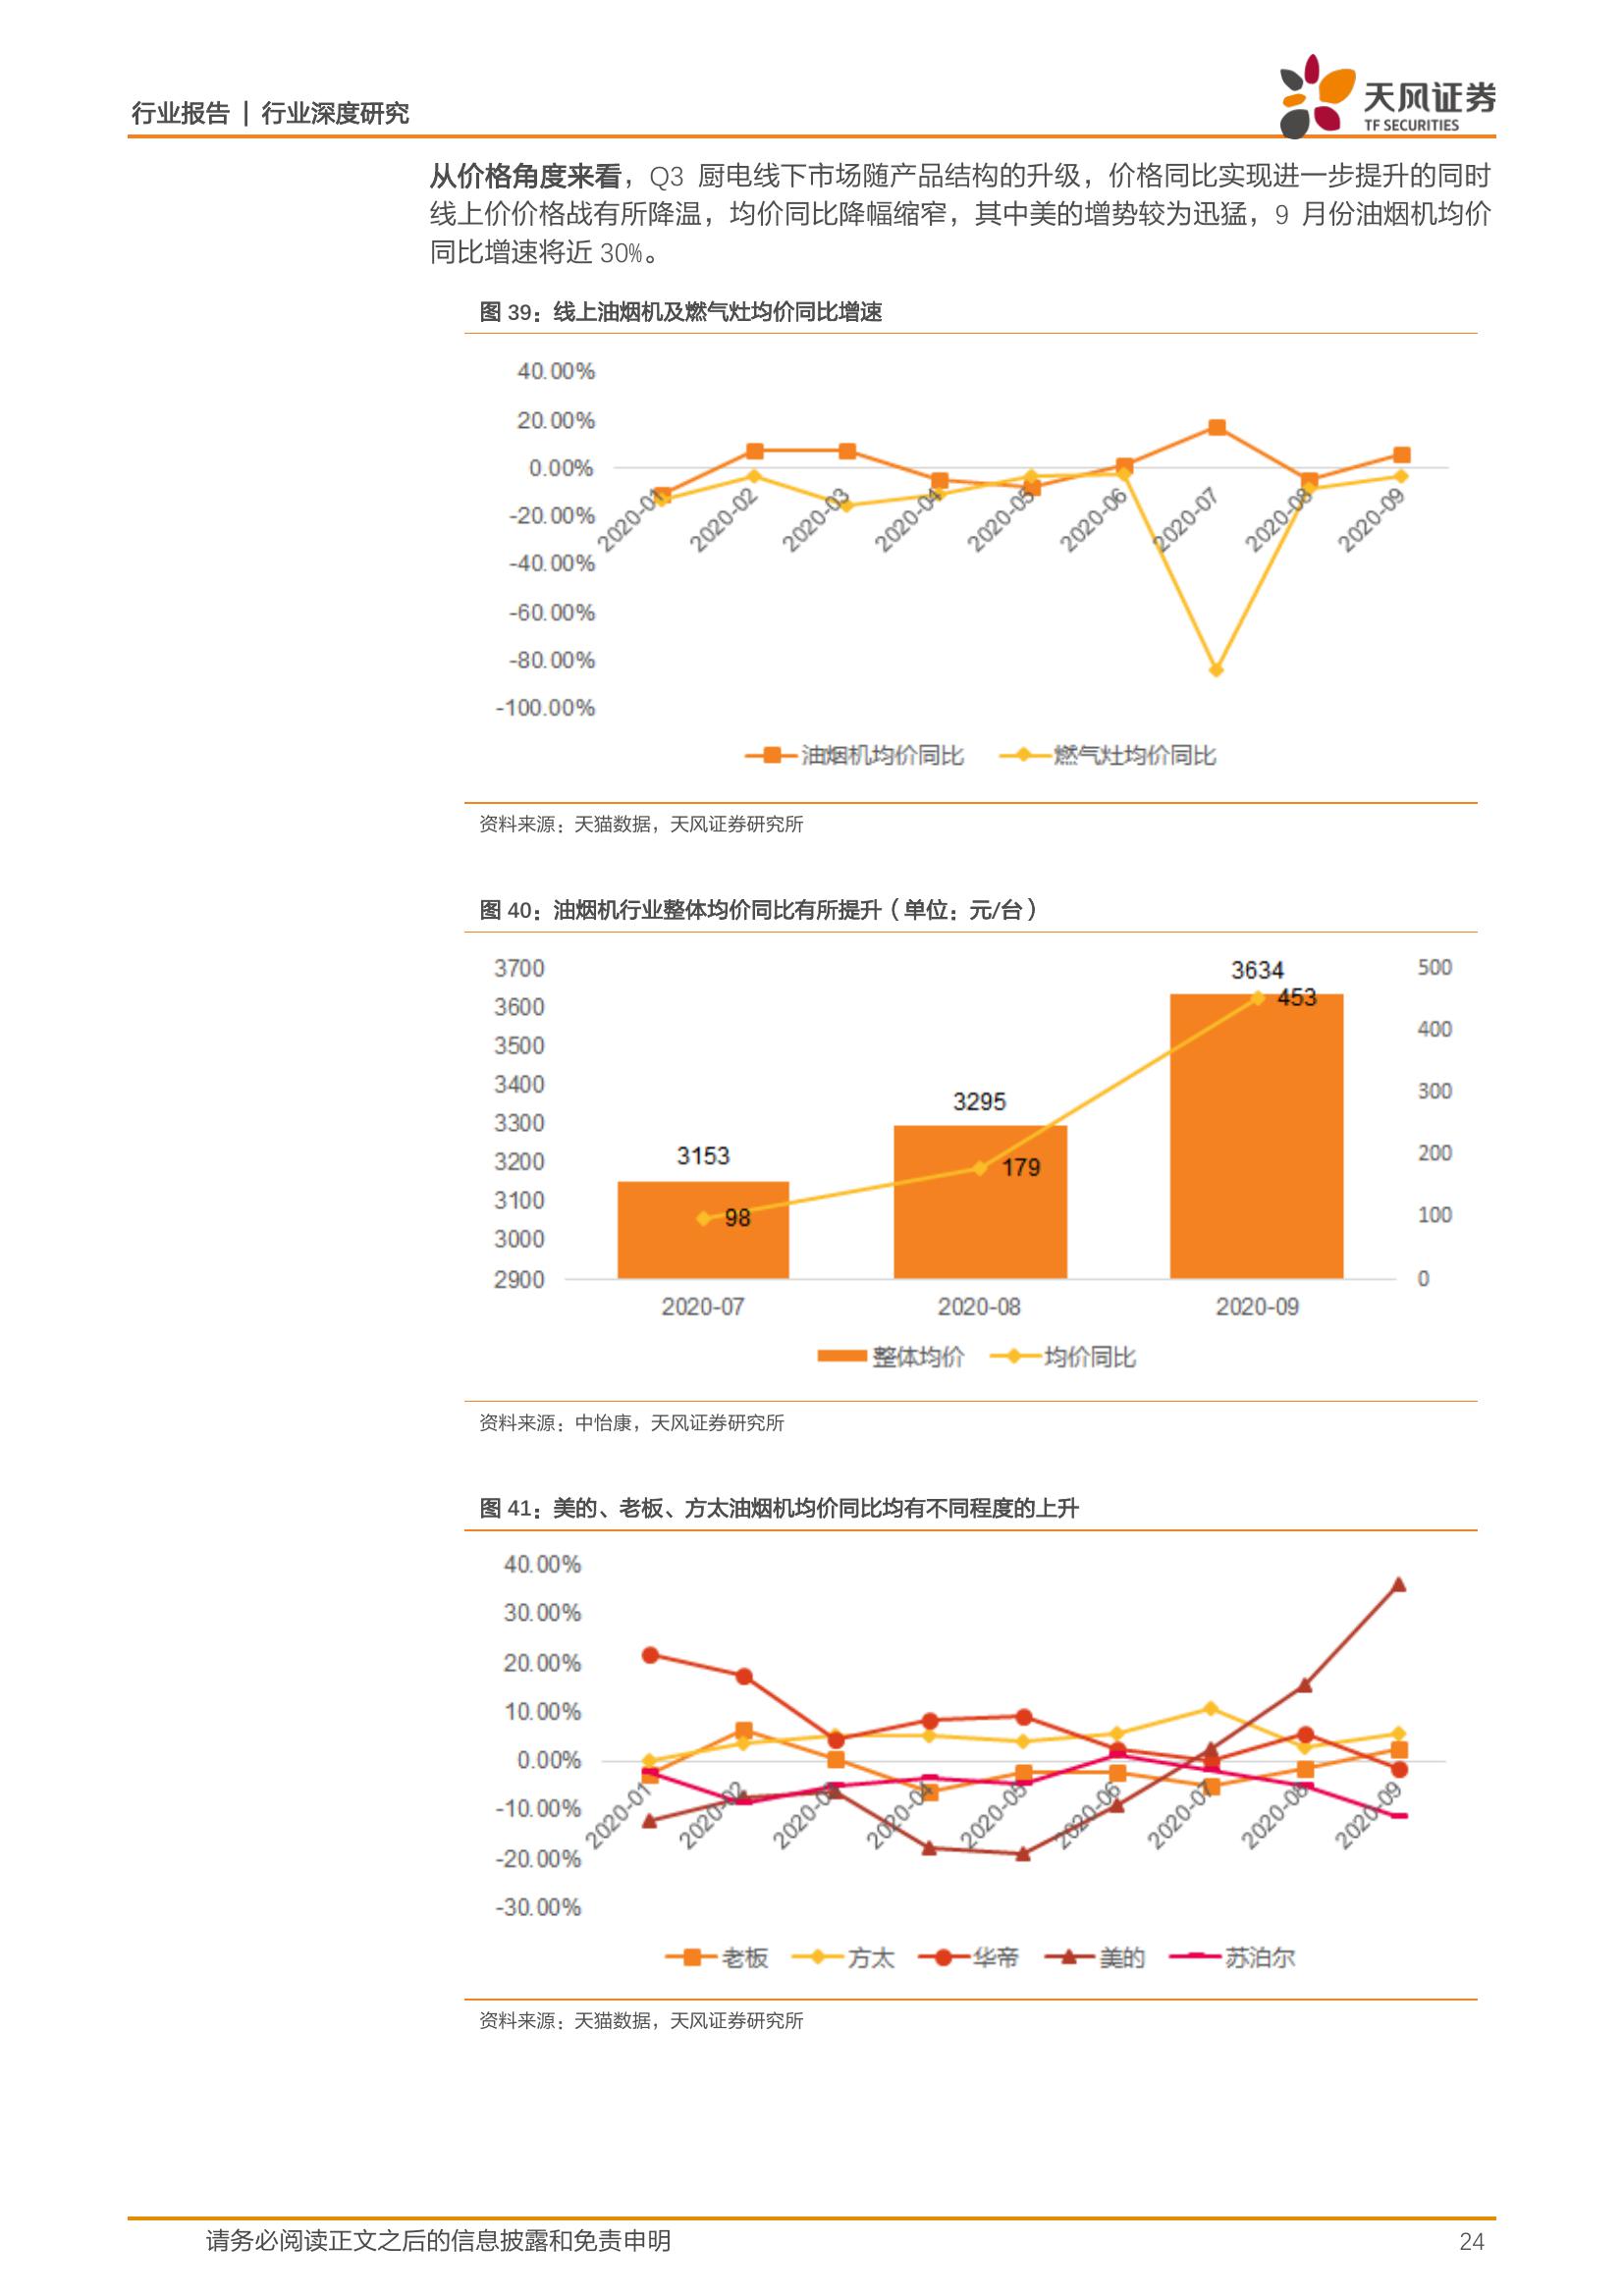 行业报告 | 行业深度研究
天风证券
TF SECURITIES
从价格角度来看，Q3 厨电线下市场随产品结构的升级，价格同比实现进一步提升的同时
线上价价格战有所降温，均价同比降幅缩窄，其中美的增势较为迅猛，9 月份油烟机均价
同比增速将近 30%。
图 39：线上油烟机及燃气灶均价同比增速
40.00%
20.00%
0.00%
-20.00%
-40.00%
-60.00%
-80.00%
-100.00%
2020-01
2020-02
2020-03
2020-04
2020-05
2020-06
2020-07
2020-08
2020-09
油烟机均价同比
燃气灶均价同比
资料来源：天猫数据，天风证券研究所
图 40：油烟机行业整体均价同比有所提升（单位：元/台）
3700
3600
3500
3400
3300
3200
3100
3000
2900
3153
3295
3634
98
179
453
500
400
300
200
100
0
2020-07
2020-08
2020-09
整体均价
均价同比
资料来源：中怡康，天风证券研究所
图 41：美的、老板、方太油烟机均价同比均有不同程度的上升
40.00%
30.00%
20.00%
10.00%
0.00%
-10.00%
-20.00%
-30.00%
2020-01
2020-02
2020-03
2020-04
2020-05
2020-06
2020-07
2020-08
2020-09
老板
方太
华帝
美的
苏泊尔
资料来源：天猫数据，天风证券研究所
请务必阅读正文之后的信息披露和免责申明
24